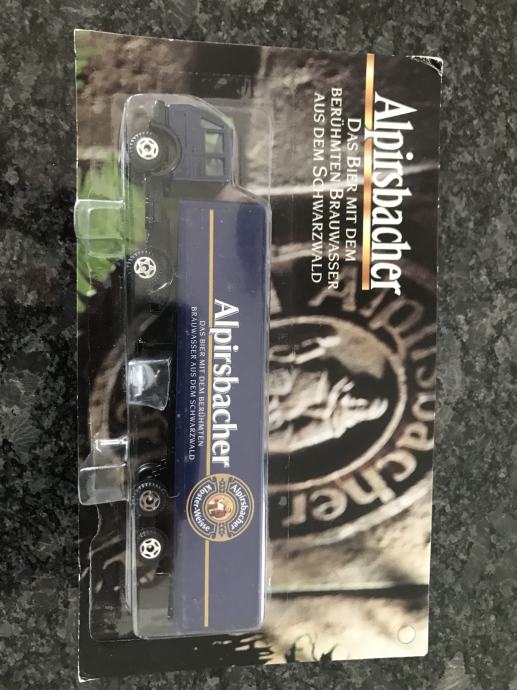 Alpirsbacher
DAS BIER MIT DEM
BERÜHMTEN BRAUWASSER
AUS DEM SCHWARZWALD
Alpirsbacher
DAS BIER MIT DEM BERÜHMTEN
BRAUWASSER AUS DEM SCHWARZWALD
Alpirsbacher
Kloster-Weisse
Alpirsbacher